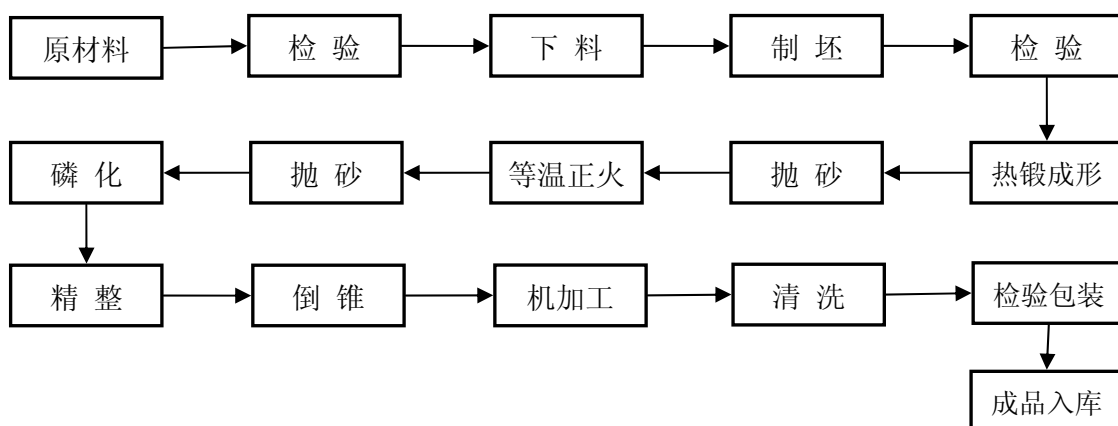 原材料
检 验
下 料
制 坯
检 验
热锻成形
抛 砂
等温正火
抛 砂
磷 化
精 整
倒 锥
机加工
清 洗
检验包装
成品入库